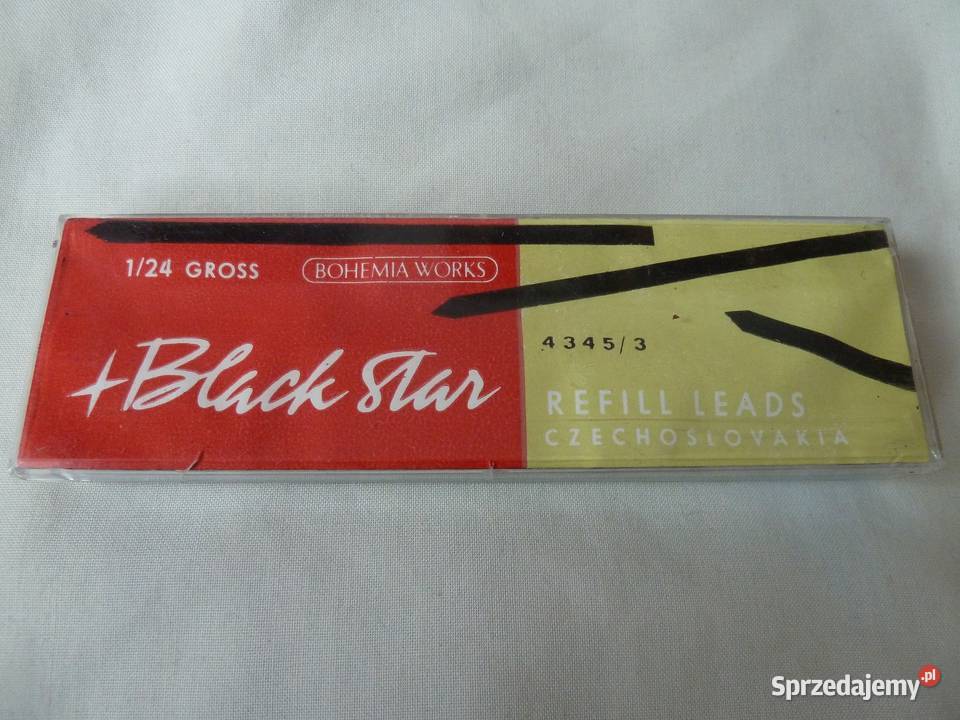 1/24 GROSS
BOHEMIA WORKS
Black Star
4345/3
REFILL LEADS
CZECHOSLOVAKIA
Sprzedajemy.pl